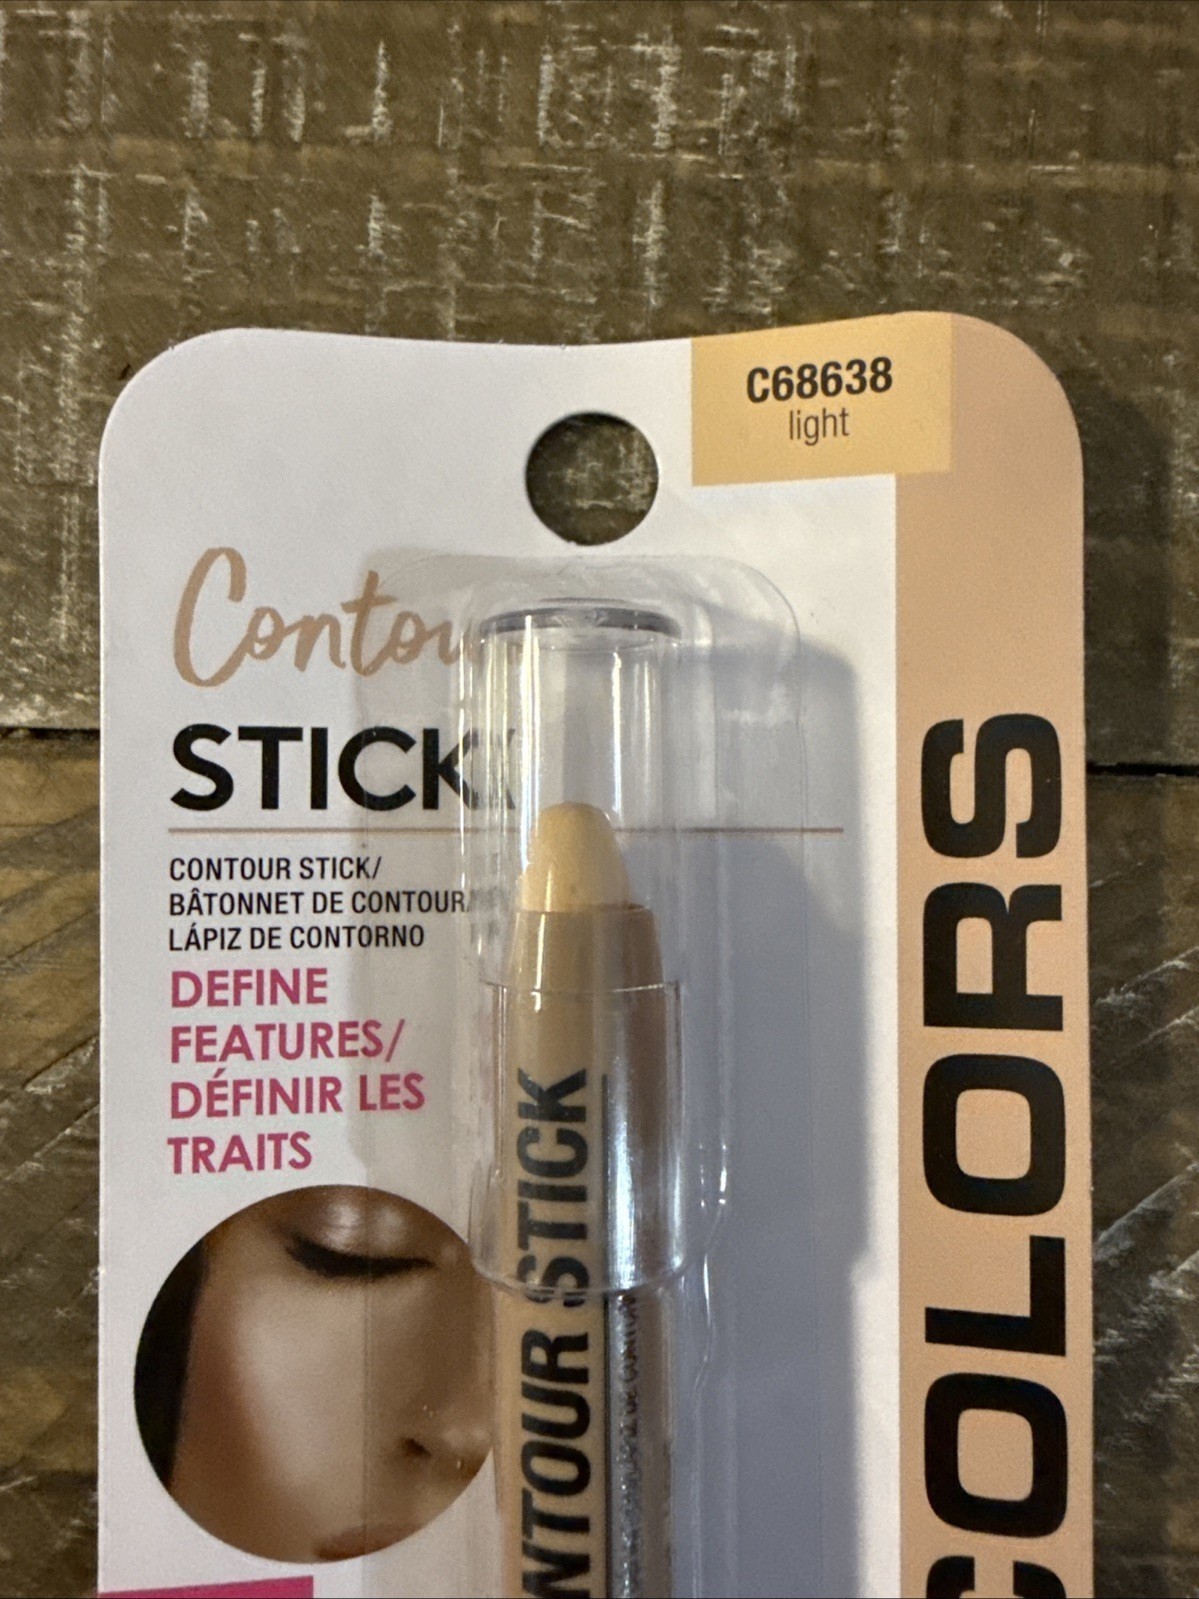 C68638
light
Contour
STICK
CONTOUR STICK/
BÂTONNET DE CONTOUR/
LÁPIZ DE CONTORNO
DEFINE
FEATURES/
DÉFINIR LES
TRAITS
NTOUR STICK
COLORS